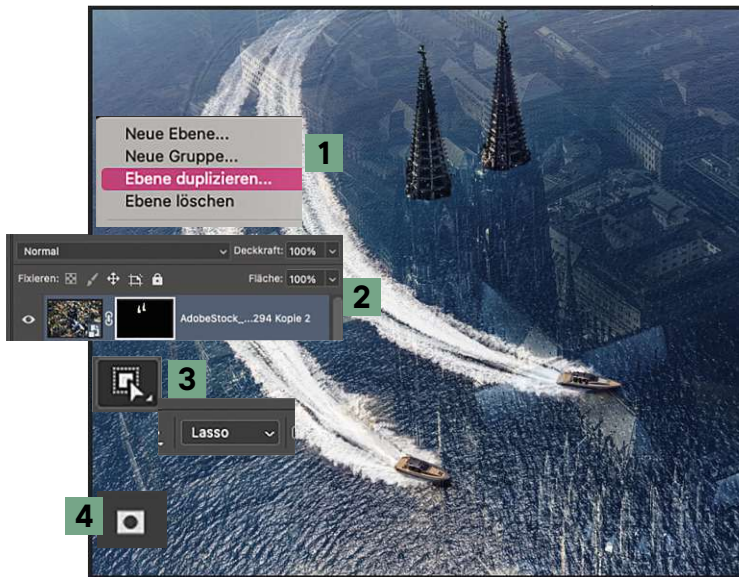 Neue Ebene...
Neue Gruppe...
Ebene duplizieren...
Ebene löschen
1
Normal
Deckkraft: 100%
Fixieren:
Fläche: 100%
2
AdobeStock_...294 Kopie 2
3
Lasso
4